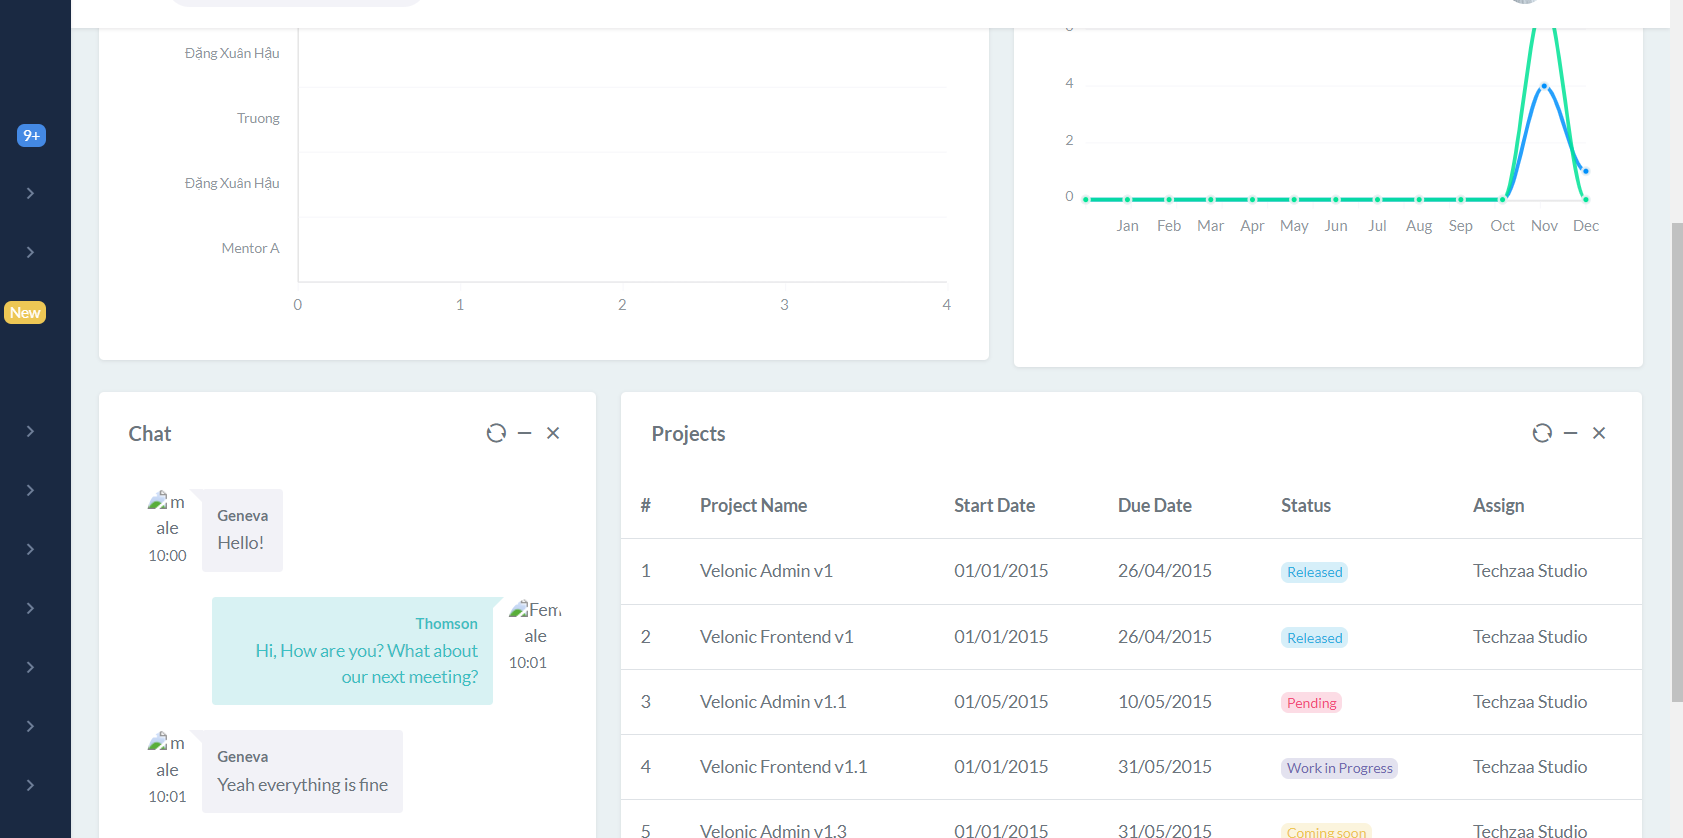 9+
New
Đặng Xuân Hậu
Truong
Đặng Xuân Hậu
Mentor A
0 1 2 3 4
4
2
0
Jan Feb Mar Apr May Jun Jul Aug Sep Oct Nov Dec
Chat
m
ale
10:00
Geneva
Hello!
Thomson
Hi, How are you? What about
our next meeting?
Fem
ale
10:01
m
ale
10:01
Geneva
Yeah everything is fine
Projects
# Project Name Start Date Due Date Status Assign
1 Velonic Admin v1 01/01/2015 26/04/2015 Released Techzaa Studio
2 Velonic Frontend v1 01/01/2015 26/04/2015 Released Techzaa Studio
3 Velonic Admin v1.1 01/05/2015 10/05/2015 Pending Techzaa Studio
4 Velonic Frontend v1.1 01/01/2015 31/05/2015 Work in Progress Techzaa Studio
5 Velonic Admin v1.3 01/01/2015 31/05/2015 Coming soon Techzaa Studio